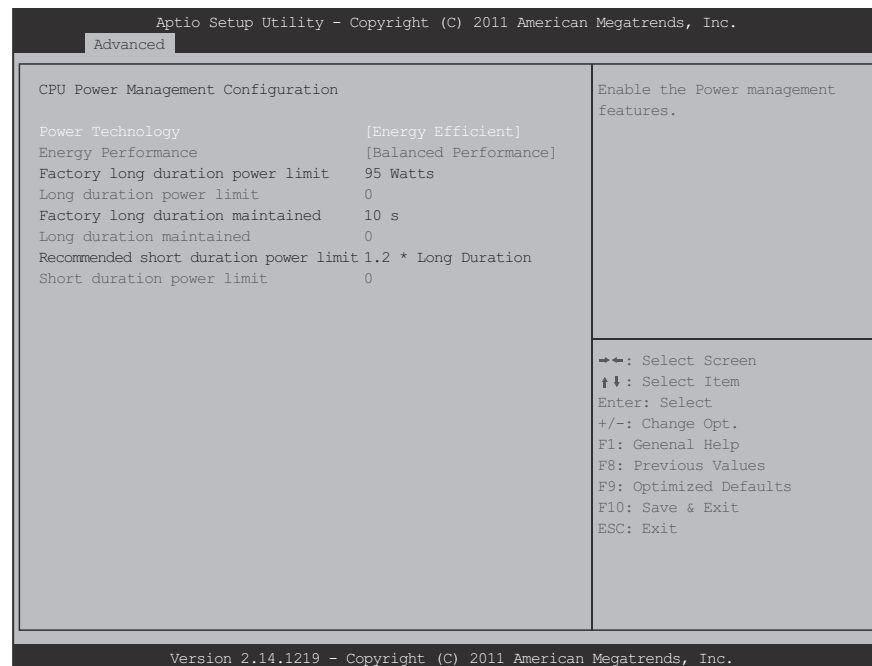 Aptio Setup Utility - Copyright (C) 2011 American Megatrends, Inc.
Advanced
CPU Power Management Configuration
Power Technology [Energy Efficient]
Energy Performance [Balanced Performance]
Factory long duration power limit 95 Watts
Long duration power limit 0
Factory long duration maintained 10 s
Long duration maintained 0
Recommended short duration power limit 1.2 * Long Duration
Short duration power limit 0
Enable the Power management
features.
→←: Select Screen
↑↓: Select Item
Enter: Select
+/-: Change Opt.
F1: Genenal Help
F8: Previous Values
F9: Optimized Defaults
F10: Save & Exit
ESC: Exit
Version 2.14.1219 - Copyright (C) 2011 American Megatrends, Inc.